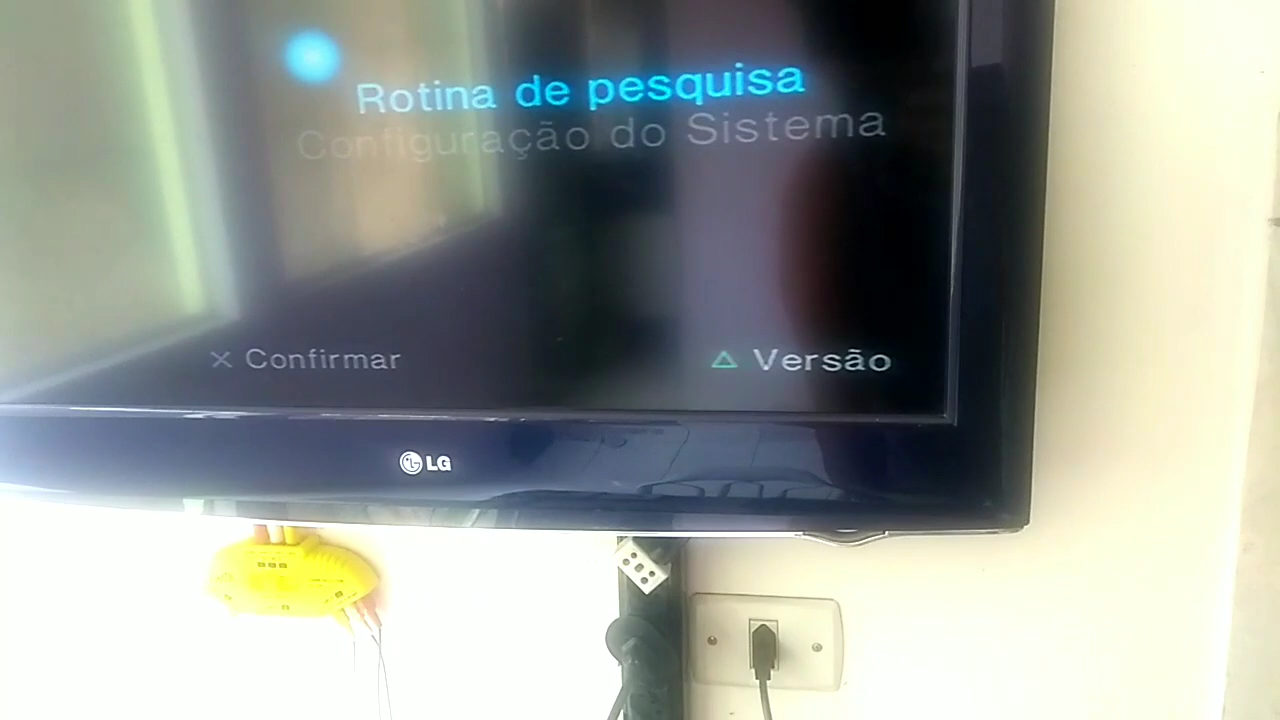 Rotina de pesquisa
Configuração do Sistema
Confirmar
Versão
LG